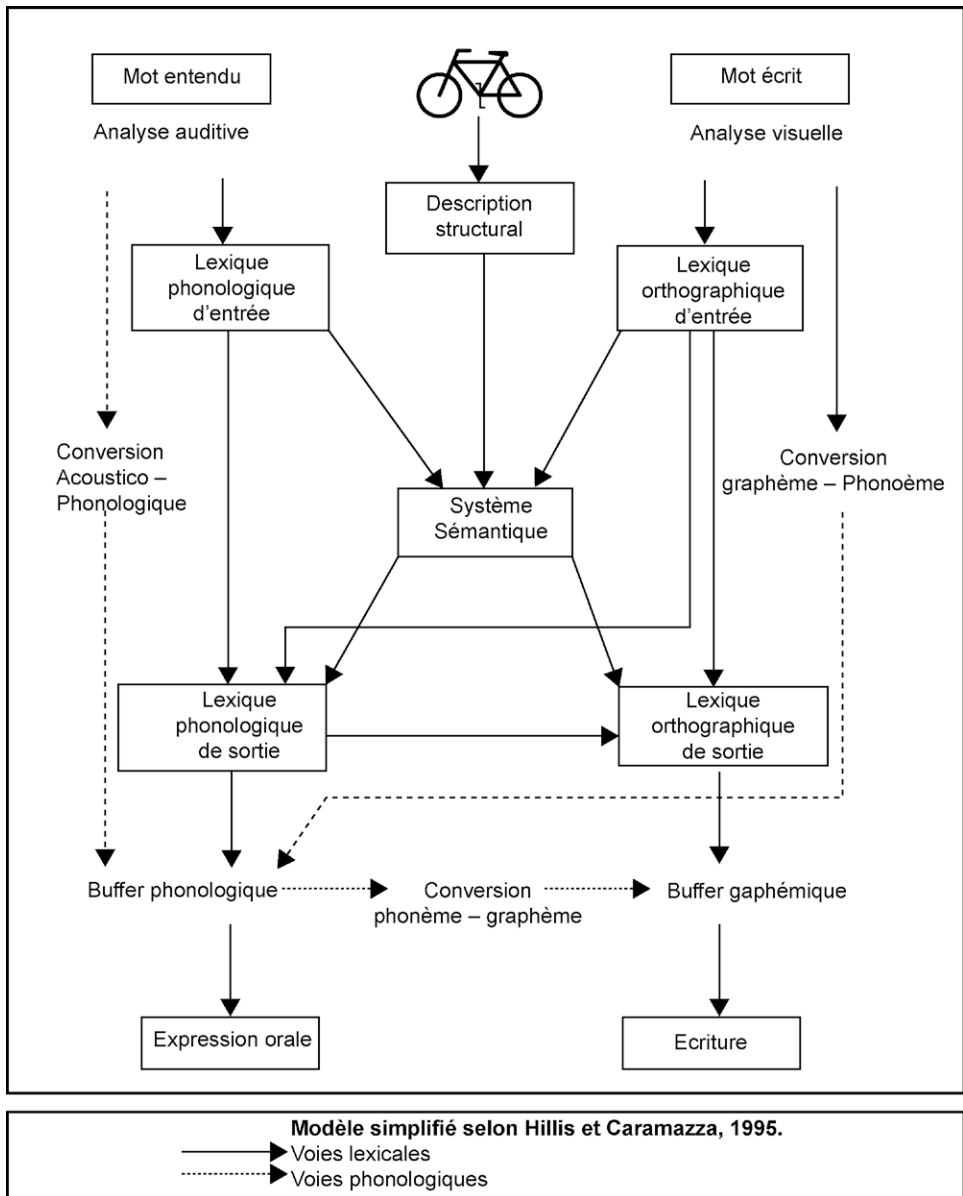 Mot entendu
Mot écrit
Analyse auditive
Analyse visuelle
Description
structural
Lexique
phonologique
d'entrée
Lexique
orthographique
d'entrée
Conversion
Acoustico –
Phonologique
Conversion
graphème – Phonoème
Système
Sémantique
Lexique
phonologique
de sortie
Lexique
orthographique
de sortie
Buffer phonologique
Conversion
phonème – graphème
Buffer gaphémique
Expression orale
Ecriture
Modèle simplifié selon Hillis et Caramazza, 1995.
Voies lexicales
Voies phonologiques